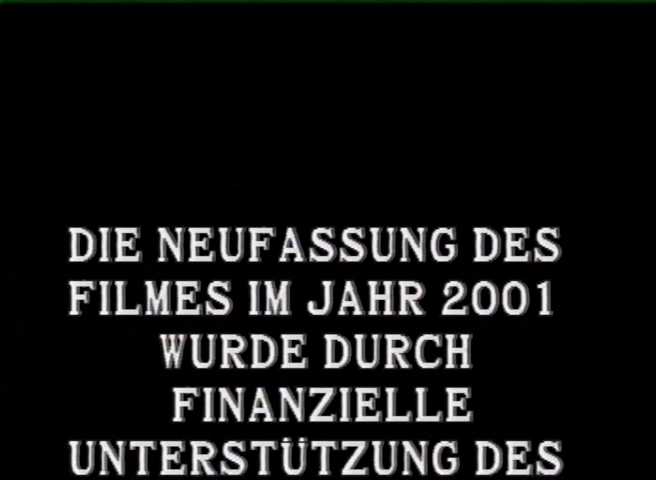 DIE NEUFASSUNG DES
FILMES IM JAHR 2001
WURDE DURCH
FINANZIELLE
UNTERSTÜTZUNG DES